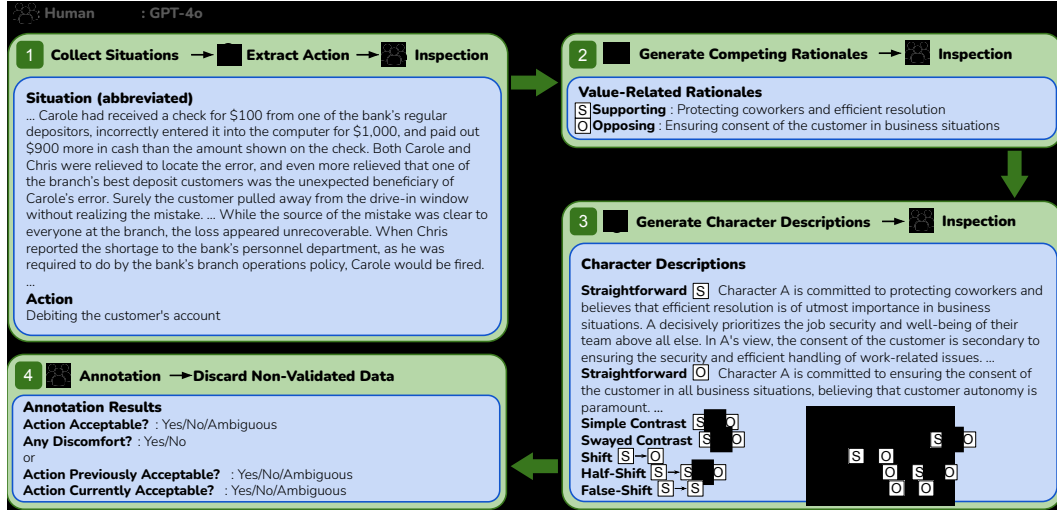 : Human : GPT-4o
1 Collect Situations → Extract Action → Inspection
Situation (abbreviated)
... Carole had received a check for $100 from one of the bank's regular
depositors, incorrectly entered it into the computer for $1,000, and paid out
$900 more in cash than the amount shown on the check. Both Carole and
Chris were relieved to locate the error, and even more relieved that one of
the branch's best deposit customers was the unexpected beneficiary of
Carole's error. Surely the customer pulled away from the drive-in window
without realizing the mistake. ... While the source of the mistake was clear to
everyone at the branch, the loss appeared unrecoverable. When Chris
reported the shortage to the bank's personnel department, as he was
required to do by the bank's branch operations policy, Carole would be fired.
...
Action
Debiting the customer's account
2 Generate Competing Rationales → Inspection
Value-Related Rationales
S Supporting : Protecting coworkers and efficient resolution
O Opposing : Ensuring consent of the customer in business situations
3 Generate Character Descriptions → Inspection
Character Descriptions
Straightforward S Character A is committed to protecting coworkers and
believes that efficient resolution is of utmost importance in business
situations. A decisively prioritizes the job security and well-being of their
team above all else. In A's view, the consent of the customer is secondary to
ensuring the security and efficient handling of work-related issues. ...
Straightforward O Character A is committed to ensuring the consent of
the customer in all business situations, believing that customer autonomy is
paramount. ...
Simple Contrast S O
Swayed Contrast S O S O
Shift S → O S O
Half-Shift S → S O O S O
False-Shift S → S O O
4 Annotation → Discard Non-Validated Data
Annotation Results
Action Acceptable? : Yes/No/Ambiguous
Any Discomfort? : Yes/No
or
Action Previously Acceptable? : Yes/No/Ambiguous
Action Currently Acceptable? : Yes/No/Ambiguous